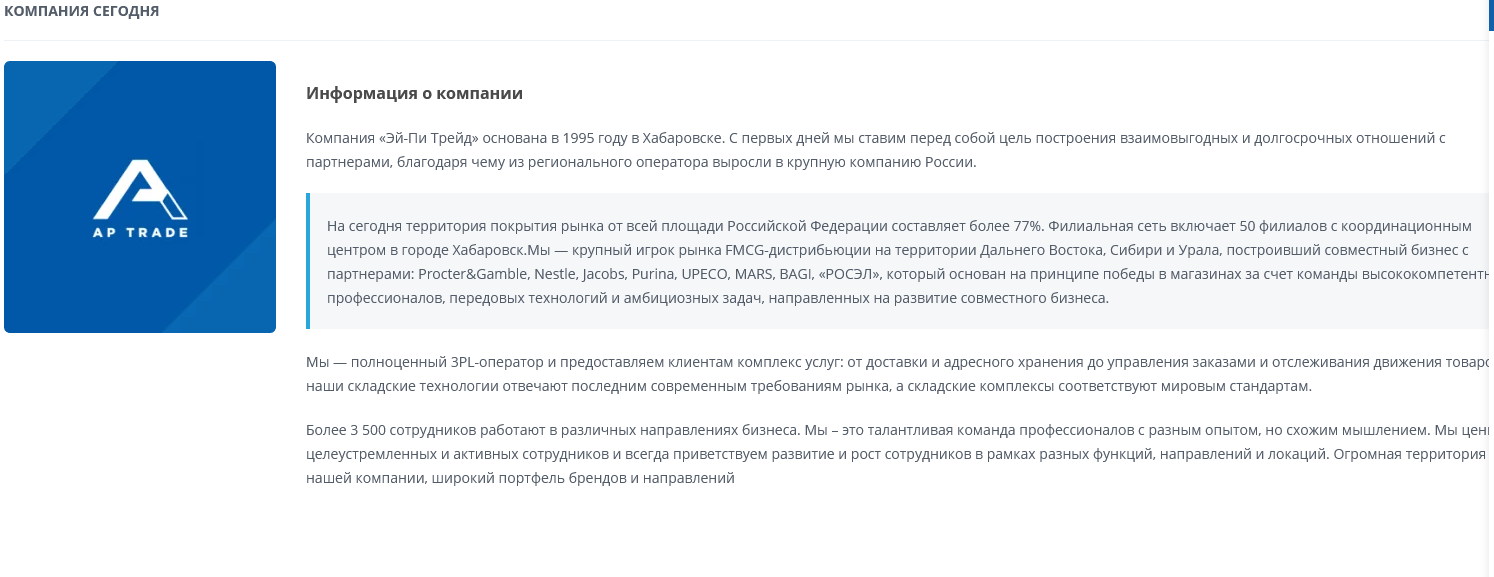 КОМПАНИЯ СЕГОДНЯ
AP TRADE
Информация о компании
Компания «Эй-Пи Трейд» основана в 1995 году в Хабаровске. С первых дней мы ставим перед собой цель построения взаимовыгодных и долгосрочных отношений с
партнерами, благодаря чему из регионального оператора выросли в крупную компанию России.
На сегодня территория покрытия рынка от всей площади Российской Федерации составляет более 77%. Филиальная сеть включает 50 филиалов с координационным
центром в городе Хабаровск.Мы — крупный игрок рынка FMCG-дистрибьюции на территории Дальнего Востока, Сибири и Урала, построивший совместный бизнес с
партнерами: Procter&Gamble, Nestle, Jacobs, Purina, UPECO, MARS, BAGI, «РОСЭЛ», который основан на принципе победы в магазинах за счет команды
профессионалов, передовых технологий и амбициозных задач, направленных на развитие совместного бизнеса.
Мы — полноценный 3PL-оператор и предоставляем клиентам комплекс услуг: от доставки и адресного хранения до управления заказами и отслеживания движения
наши складские технологии отвечают последним современным требованиям рынка, а складские комплексы соответствуют мировым стандартам.
Более 3 500 сотрудников работают в различных направлениях бизнеса. Мы – это талантливая команда профессионалов с разным опытом, но схожим мышлением. Мы
целеустремленных и активных сотрудников и всегда приветствуем развитие и рост сотрудников в рамках разных функций, направлений и локаций. Огромная территория
нашей компании, широкий портфель брендов и направлений